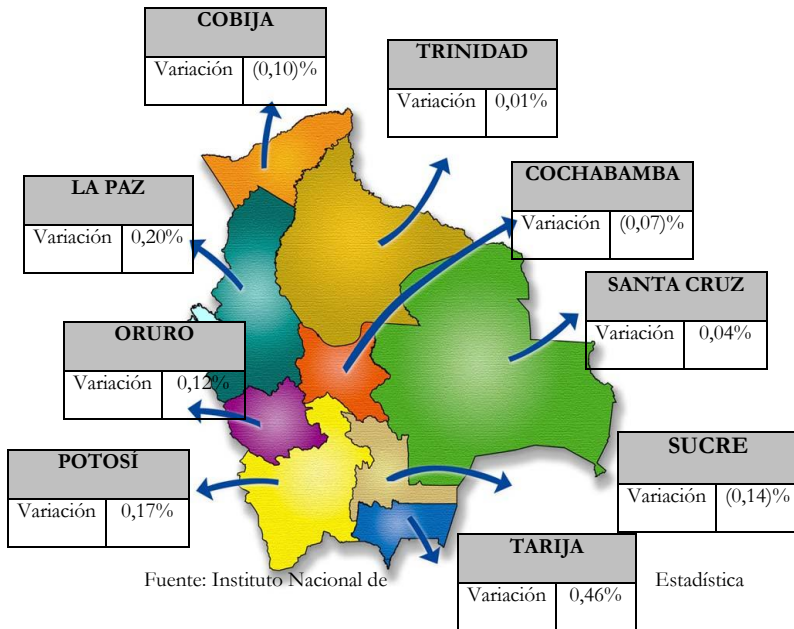 COBIJA
Variación (0,10)%
TRINIDAD
Variación 0,01%
LA PAZ
Variación 0,20%
COCHABAMBA
Variación (0,07)%
SANTA CRUZ
Variación 0,04%
ORURO
Variación 0,12%
POTOSÍ
Variación 0,17%
SUCRE
Variación (0,14)%
TARIJA
Variación 0,46%
Fuente: Instituto Nacional de Estadística